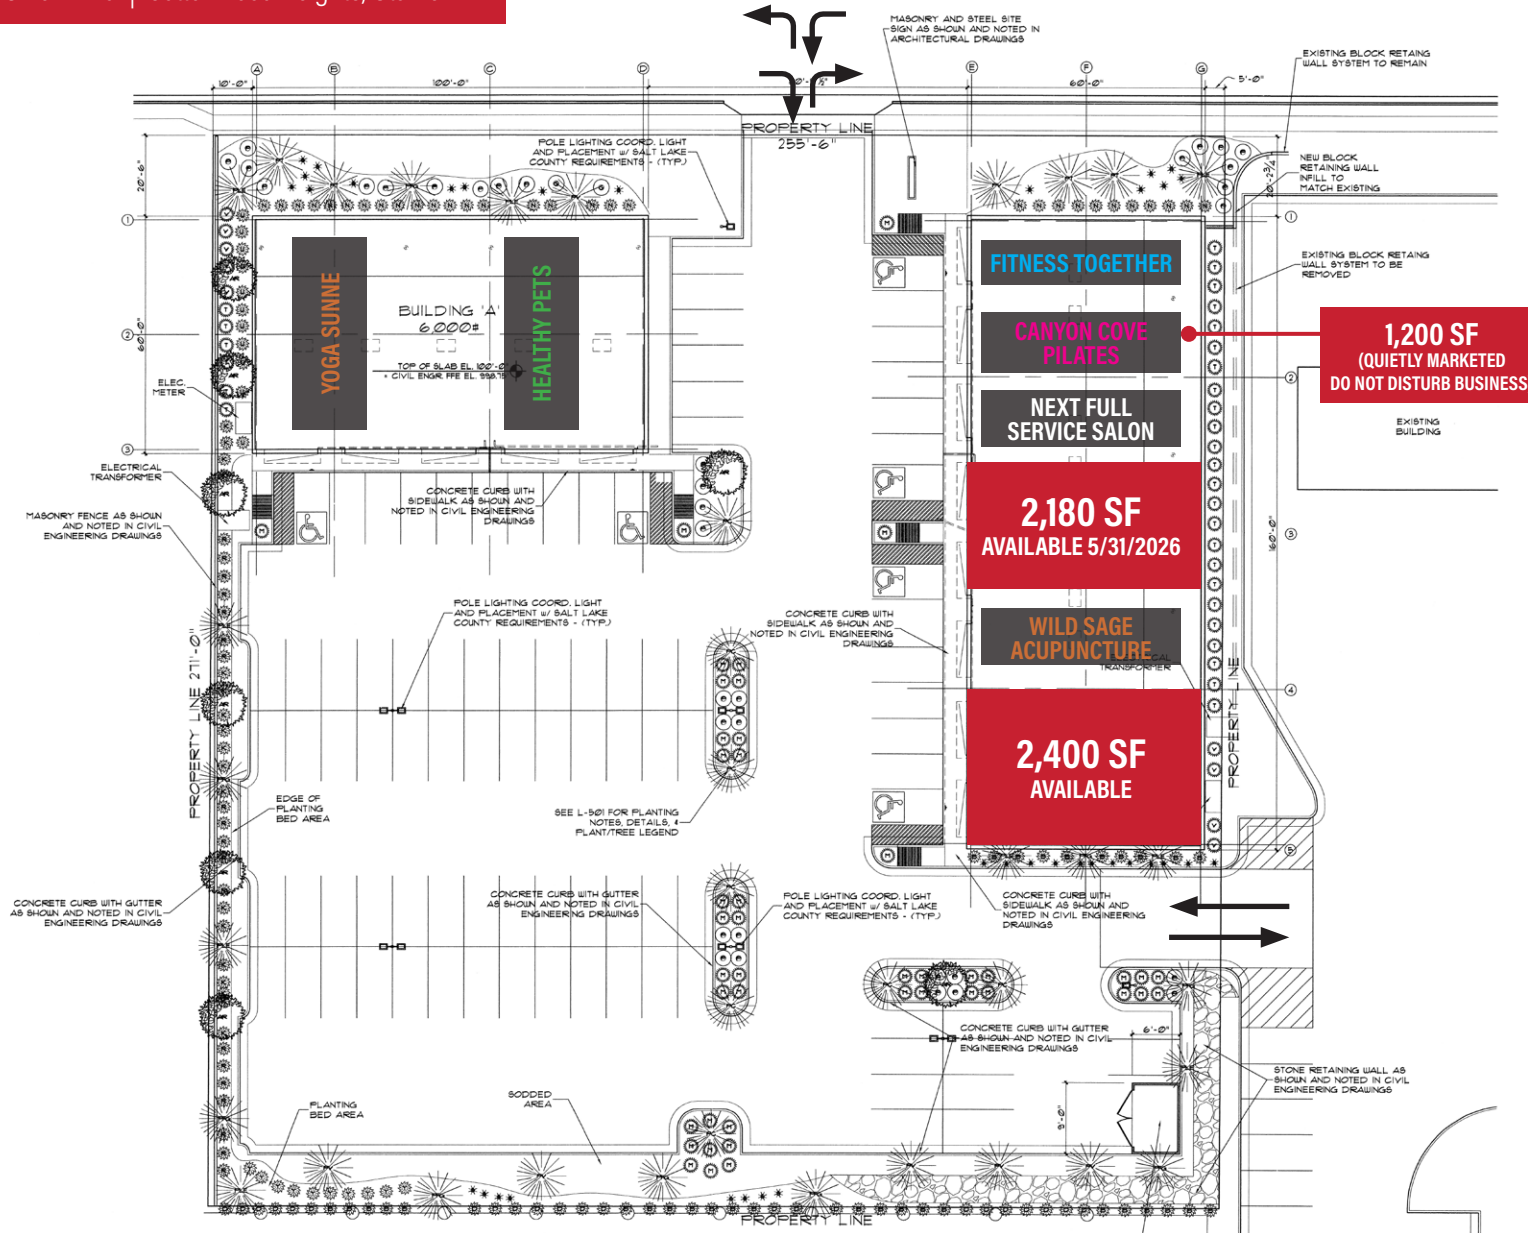 MASONRY AND STEEL SITE
SIGN AS SHOWN AND NOTED IN
ARCHITECTURAL DRAWINGS
EXISTING BLOCK RETAING
WALL SYSTEM TO REMAIN
A
B
C
D
E
F
G
10'-0"
100'-0"
60'-0"
5'-0"
PROPERTY LINE
255'-6"
POLE LIGHTING COORD. LIGHT
AND PLACEMENT w/ SALT LAKE
COUNTY REQUIREMENTS - (TYP.)
NEW BLOCK
RETAINING WALL
INFILL TO
MATCH EXISTING
20'-6"
1
1
EXISTING BLOCK RETAING
WALL SYSTEM TO BE
REMOVED
FITNESS TOGETHER
YOGA SUNNE
HEALTHY PETS
BUILDING 'A'
6,000#
CANYON COVE
PILATES
1,200 SF
(QUIETLY MARKETED
DO NOT DISTURB BUSINESS
2
60'-0"
TOP OF SLAB EL. 100'-0"
2
ELEC.
METER
NEXT FULL
SERVICE SALON
EXISTING
BUILDING
3
ELECTRICAL
TRANSFORMER
CONCRETE CURB WITH
SIDEWALK AS SHOWN AND
NOTED IN CIVIL ENGINEERING
DRAWINGS
MASONRY FENCE AS SHOWN
AND NOTED IN CIVIL
ENGINEERING DRAWINGS
2,180 SF
AVAILABLE 5/31/2026
3
160'-0"
POLE LIGHTING COORD. LIGHT
AND PLACEMENT w/ SALT LAKE
COUNTY REQUIREMENTS - (TYP.)
CONCRETE CURB WITH
SIDEWALK AS SHOWN AND
NOTED IN CIVIL ENGINEERING
DRAWINGS
WILD SAGE
ACUPUNCTURE
TRANSFORMER
PROPERTY LINE 271'-0"
PROPERTY LINE
4
2,400 SF
AVAILABLE
EDGE OF
PLANTING
BED AREA
SEE L-501 FOR PLANTING
NOTES, DETAILS, &
PLANT/TREE LEGEND
5
CONCRETE CURB WITH GUTTER
AS SHOWN AND NOTED IN CIVIL
ENGINEERING DRAWINGS
CONCRETE CURB WITH GUTTER
AS SHOWN AND NOTED IN CIVIL
ENGINEERING DRAWINGS
POLE LIGHTING COORD. LIGHT
AND PLACEMENT w/ SALT LAKE
COUNTY REQUIREMENTS - (TYP.)
CONCRETE CURB WITH
SIDEWALK AS SHOWN AND
NOTED IN CIVIL ENGINEERING
DRAWINGS
CONCRETE CURB WITH GUTTER
AS SHOWN AND NOTED IN CIVIL
ENGINEERING DRAWINGS
6'-0"
STONE RETAINING WALL AS
SHOWN AND NOTED IN CIVIL
ENGINEERING DRAWINGS
SODDED
AREA
PLANTING
BED AREA
9'-0"
PROPERTY LINE